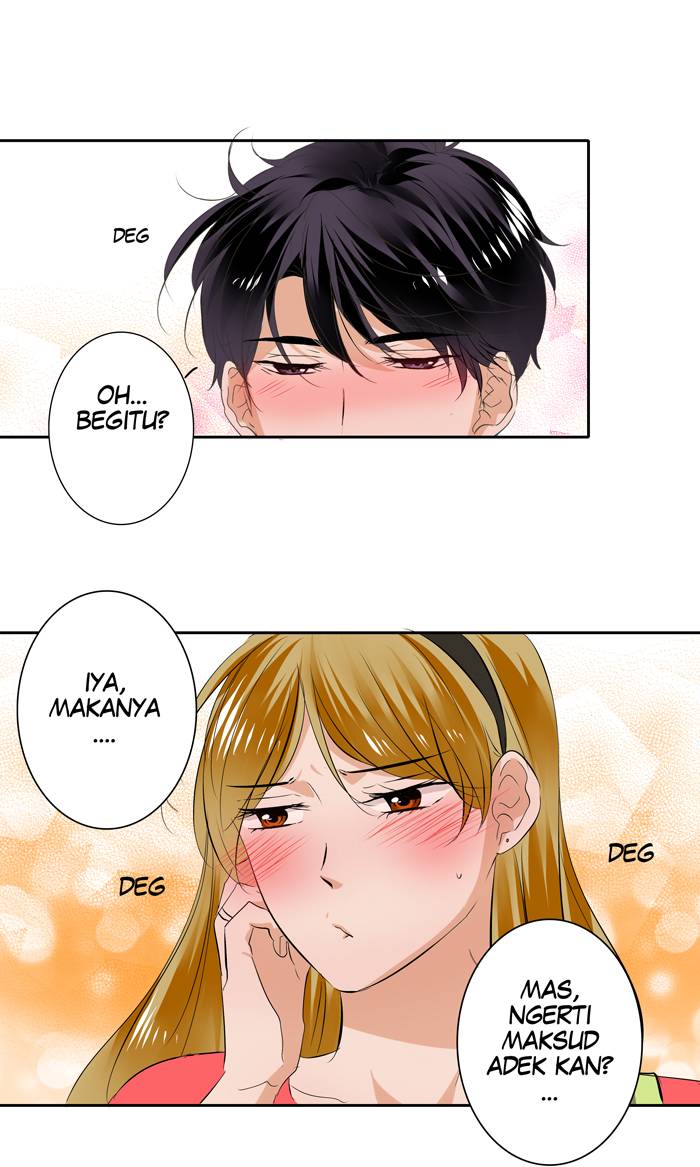 DEG
OH...
BEGITU?
IYA,
MAKANYA
....
DEG
DEG
MAS,
NGERTI
MAKSUD
ADEK KAN?
...